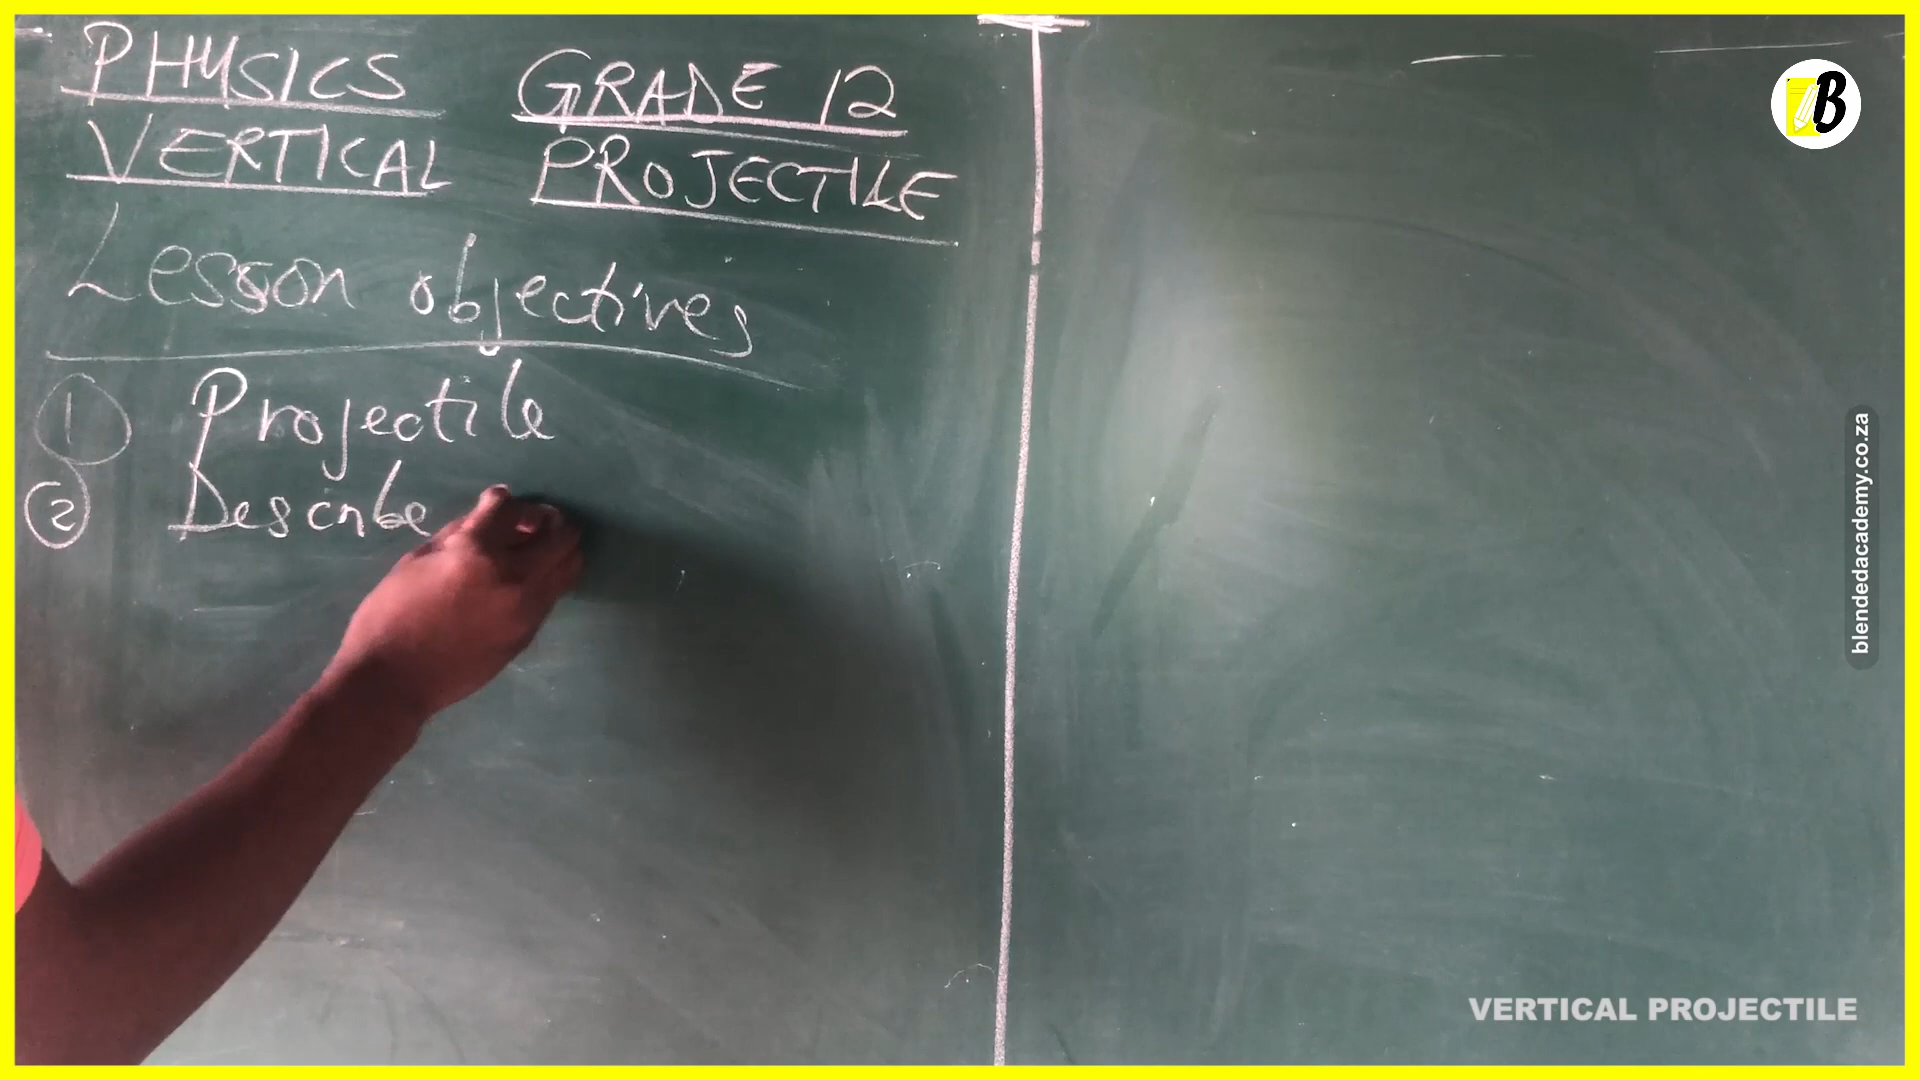 PHYSICS GRADE 12
VERTICAL PROJECTILE
Lesson objectives
1 Projectile
2 Describe
B
blendedacademy.co.za
VERTICAL PROJECTILE